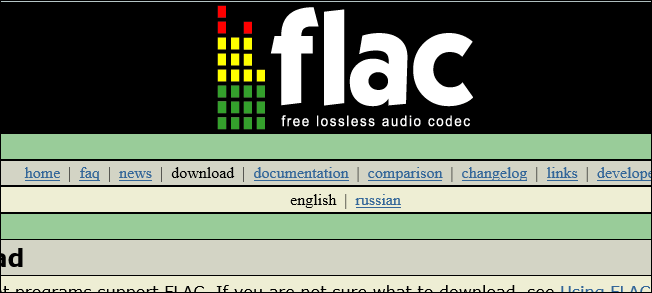 flac
free lossless audio codec
home | faq | news | download | documentation | comparison | changelog | links | develope
english | russian
ad
t programs support FLAC. If you are not sure what to download, see Using FLAC